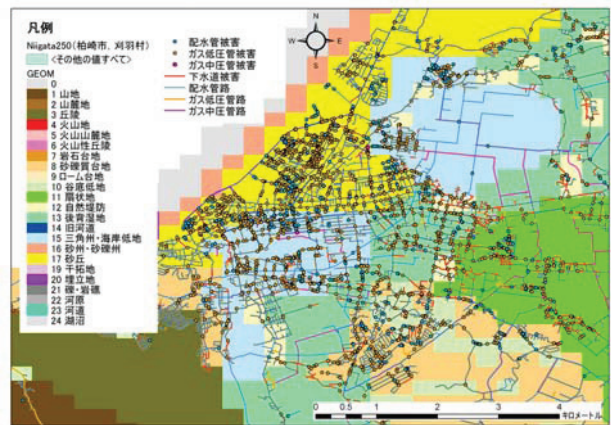 凡例
Niigata250(柏崎市, 刈羽村)
<その他の値すべて>
GEOM
0
1 山地
2 山麓地
3 丘陵
4 火山地
5 火山山麓地
6 火山性丘陵
7 岩石台地
8 砂礫質台地
9 ローム台地
10 谷底低地
11 扇状地
12 自然堤防
13 後背湿地
14 旧河道
15 三角州・海岸低地
16 砂州・砂礫州
17 砂丘
19 干拓地
20 埋立地
21 磯・岩礁
22 河原
23 河道
24 湖沼
配水管被害
ガス低圧管被害
ガス中圧管被害
下水道被害
配水管路
ガス低圧管路
ガス中圧管路
N
W E
S
0 0.5 1 2 3 4
キロメートル